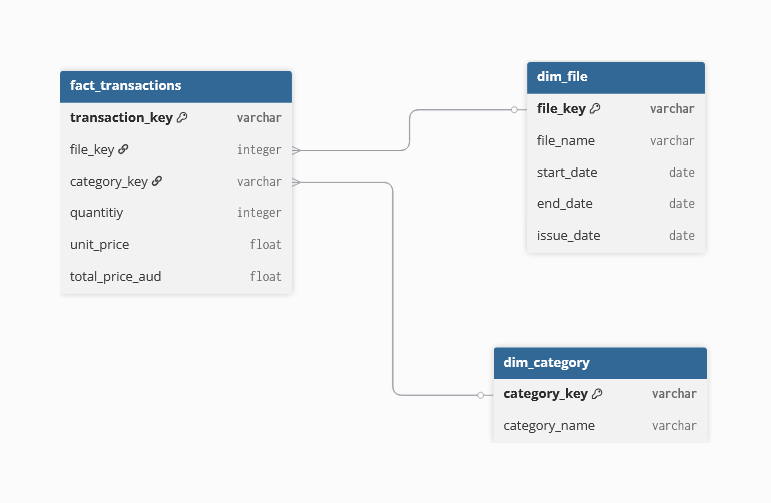 fact_transactions
transaction_key varchar
file_key integer
category_key varchar
quantitiy integer
unit_price float
total_price_aud float
dim_file
file_key varchar
file_name varchar
start_date date
end_date date
issue_date date
dim_category
category_key varchar
category_name varchar